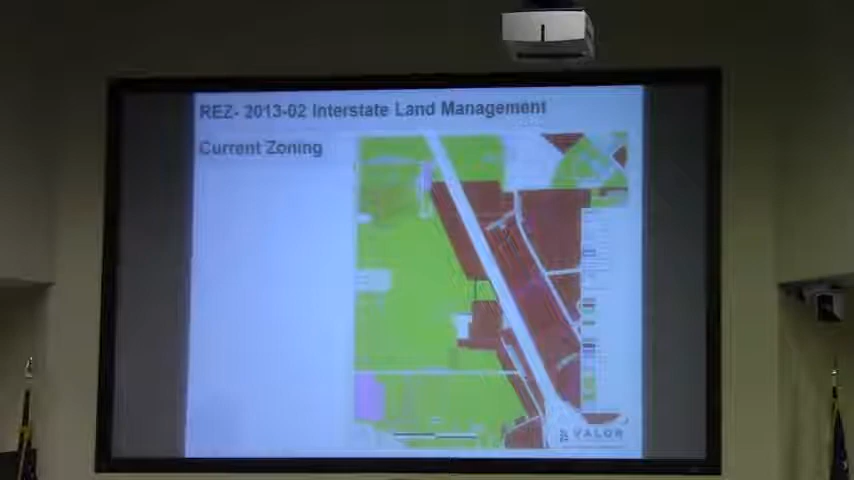 REZ- 2013-02 Interstate Land Management
Current Zoning
VALOR